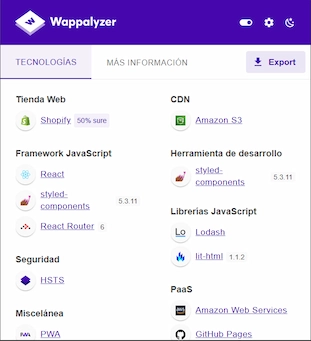 Wappalyzer
TECNOLOGÍAS
MÁS INFORMACIÓN
Export
Tienda Web
Shopify 50% sure
Framework JavaScript
React
styled-components 5.3.11
React Router 6
Seguridad
HSTS
Miscelánea
PWA
CDN
Amazon S3
Herramienta de desarrollo
styled-components 5.3.11
Librerías JavaScript
Lo Lodash
lit-html 1.1.2
PaaS
aws Amazon Web Services
GitHub Pages